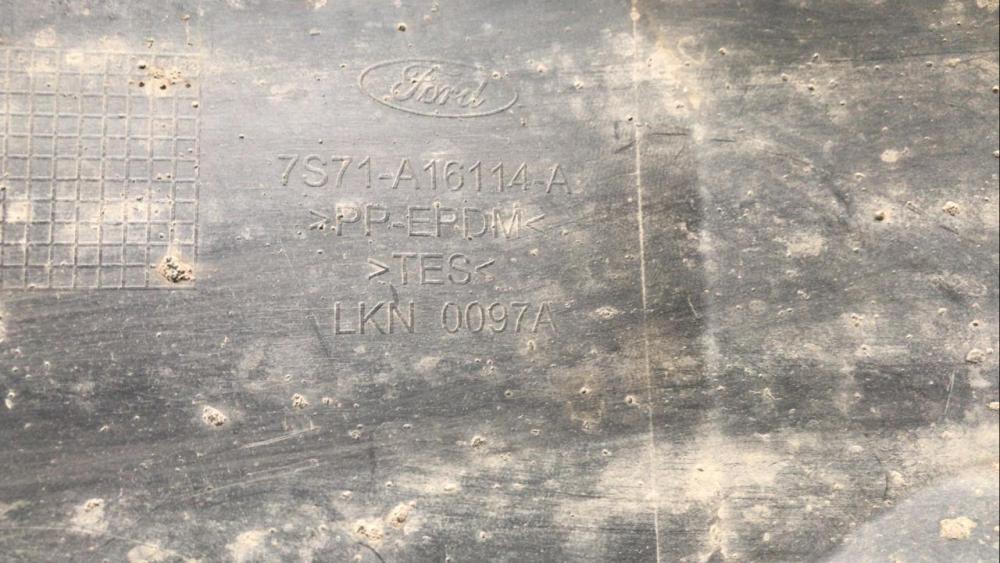 Ford
7S71-A16114-A
>PP-EPDM<
>TES<
LKN 0097A